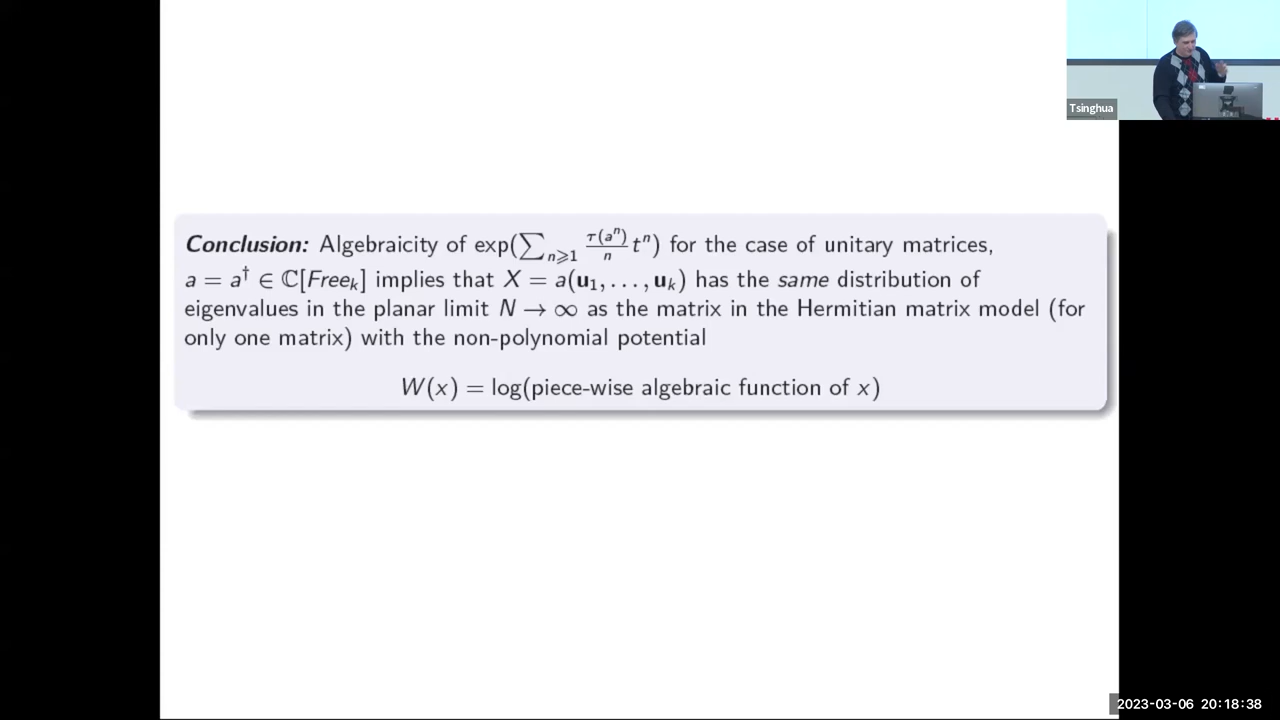 Tsinghua
Conclusion: Algebraicity of exp(∑_{n⩾1} τ(aⁿ)/n tⁿ) for the case of unitary matrices,
a = a† ∈ ℂ[Free_k] implies that X = a(u₁, . . . , u_k) has the same distribution of
eigenvalues in the planar limit N → ∞ as the matrix in the Hermitian matrix model (for
only one matrix) with the non-polynomial potential
W(x) = log(piece-wise algebraic function of x)
2023-03-06 20:18:38